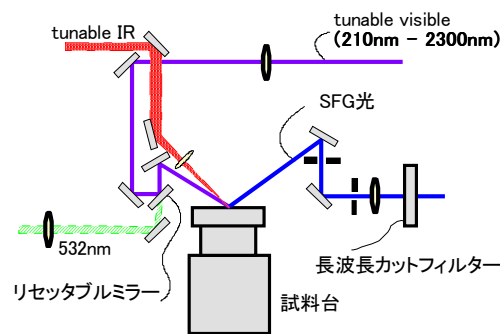 tunable IR
tunable visible
(210nm - 2300nm)
SFG光
532nm
リセッタブルミラー
試料台
長波長カットフィルター